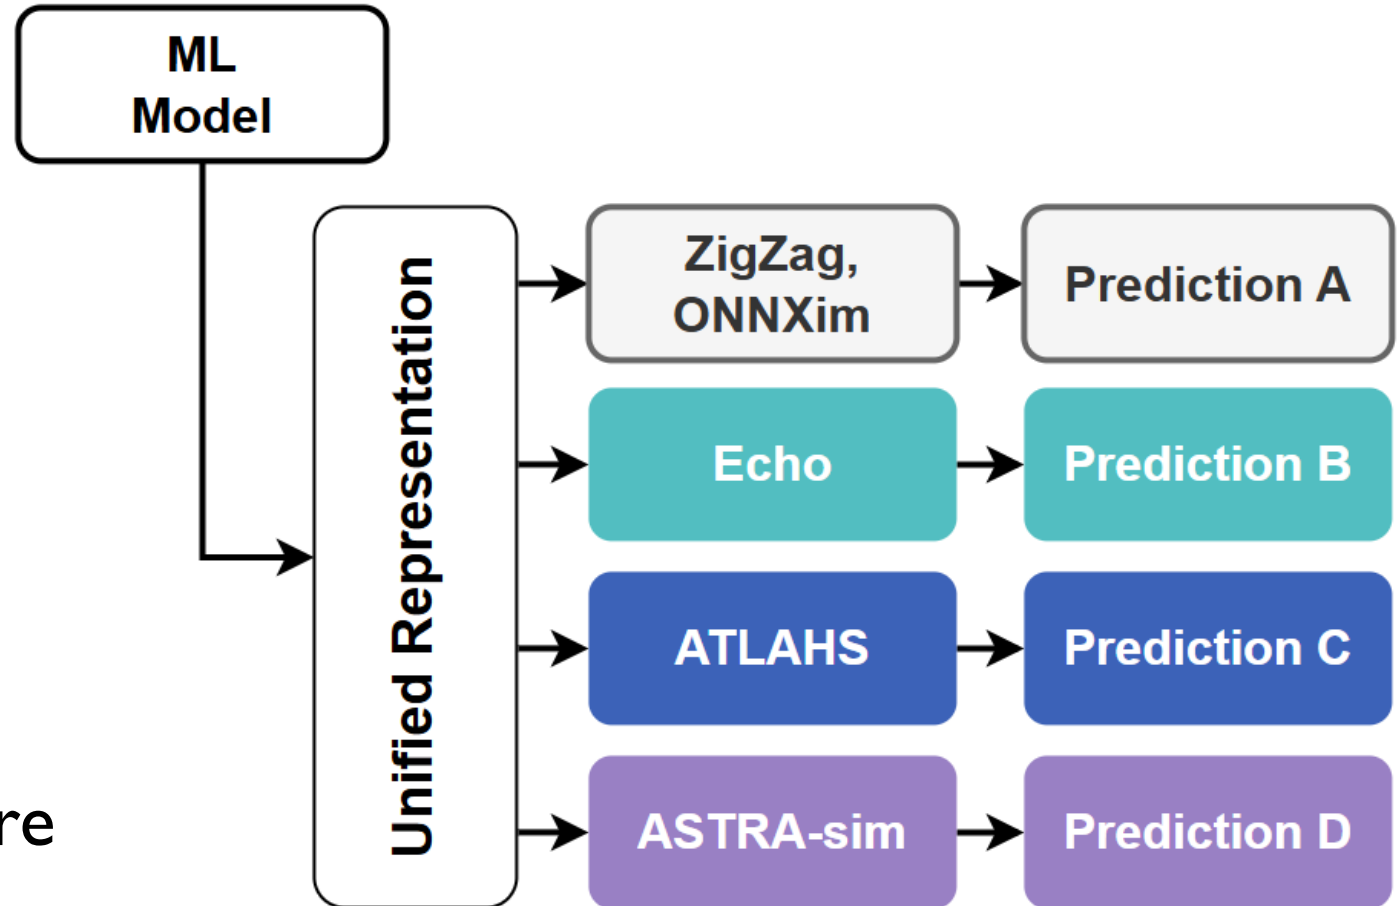 ML
Model
Unified Representation
ZigZag,
ONNXim
Prediction A
Echo
Prediction B
ATLAHS
Prediction C
ASTRA-sim
Prediction D
re